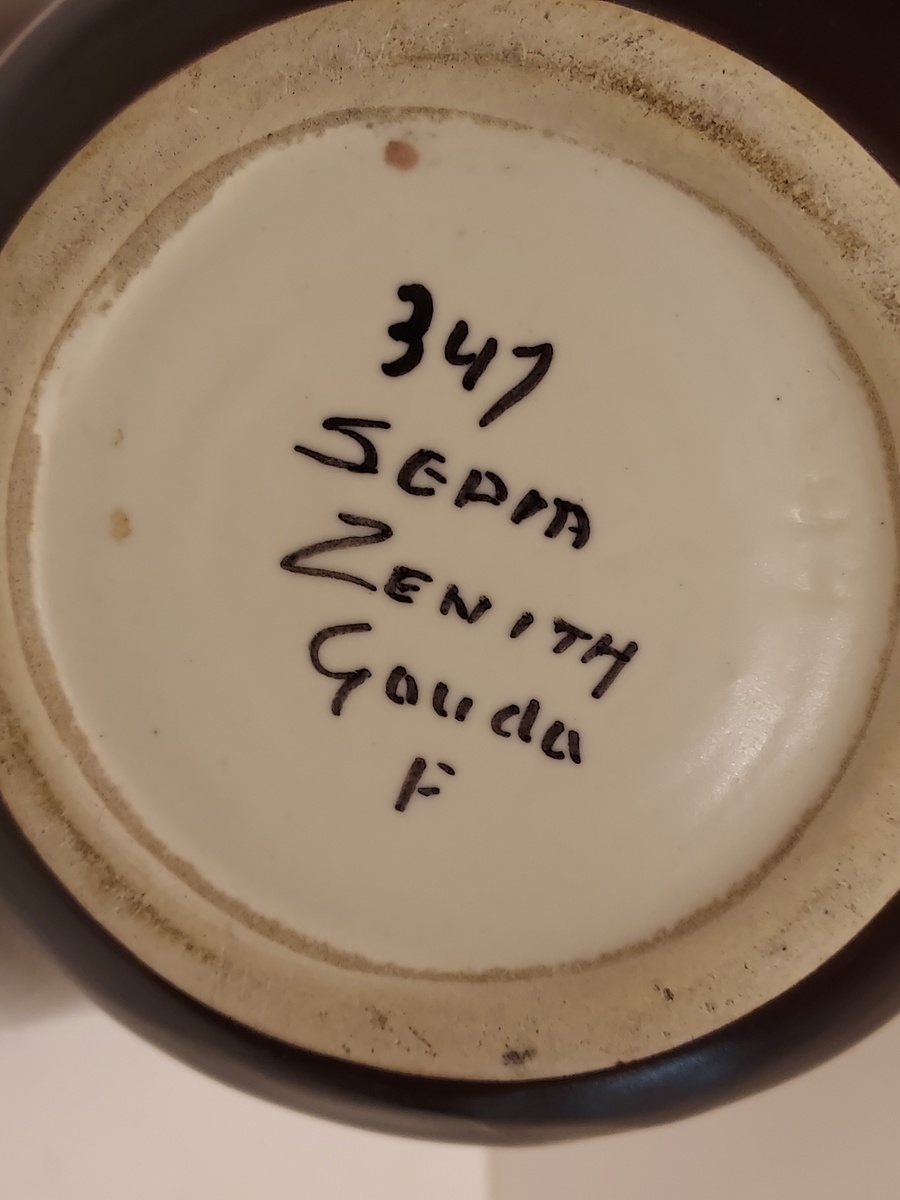 347
SEPIA
ZENITH
Gouda
F